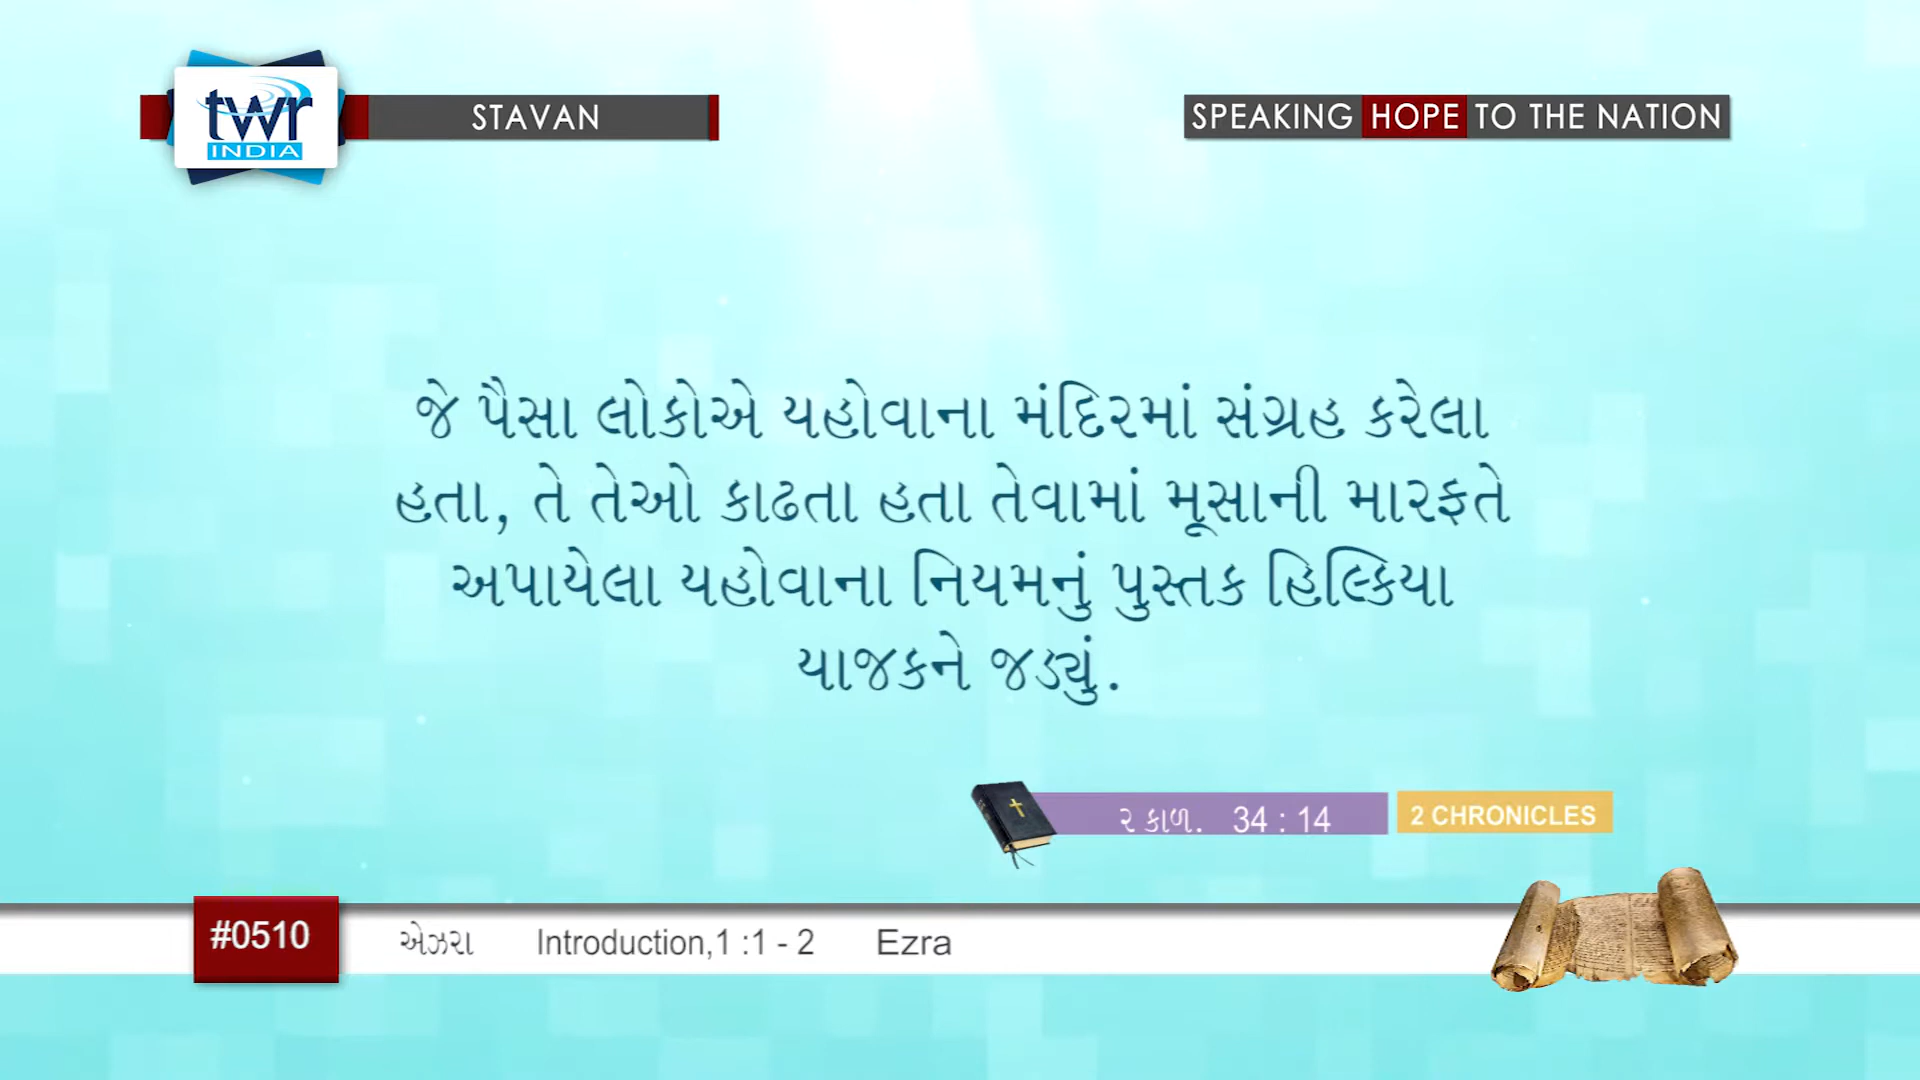 twr
INDIA
STAVAN
SPEAKING HOPE TO THE NATION
જે પૈસા લોકોએ યહોવાના મંદિરમાં સંગ્રહ કરેલા
હતા, તે તેઓ કાઢતા હતા તેવામાં મૂસાની મારફતે
અપાયેલા યહોવાના નિયમનું પુસ્તક હિલ્કિયા
યાજકને જડ્યું.
૨ કાળ. 34 : 14
2 CHRONICLES
#0510
એઝરા Introduction,1 :1 - 2 Ezra